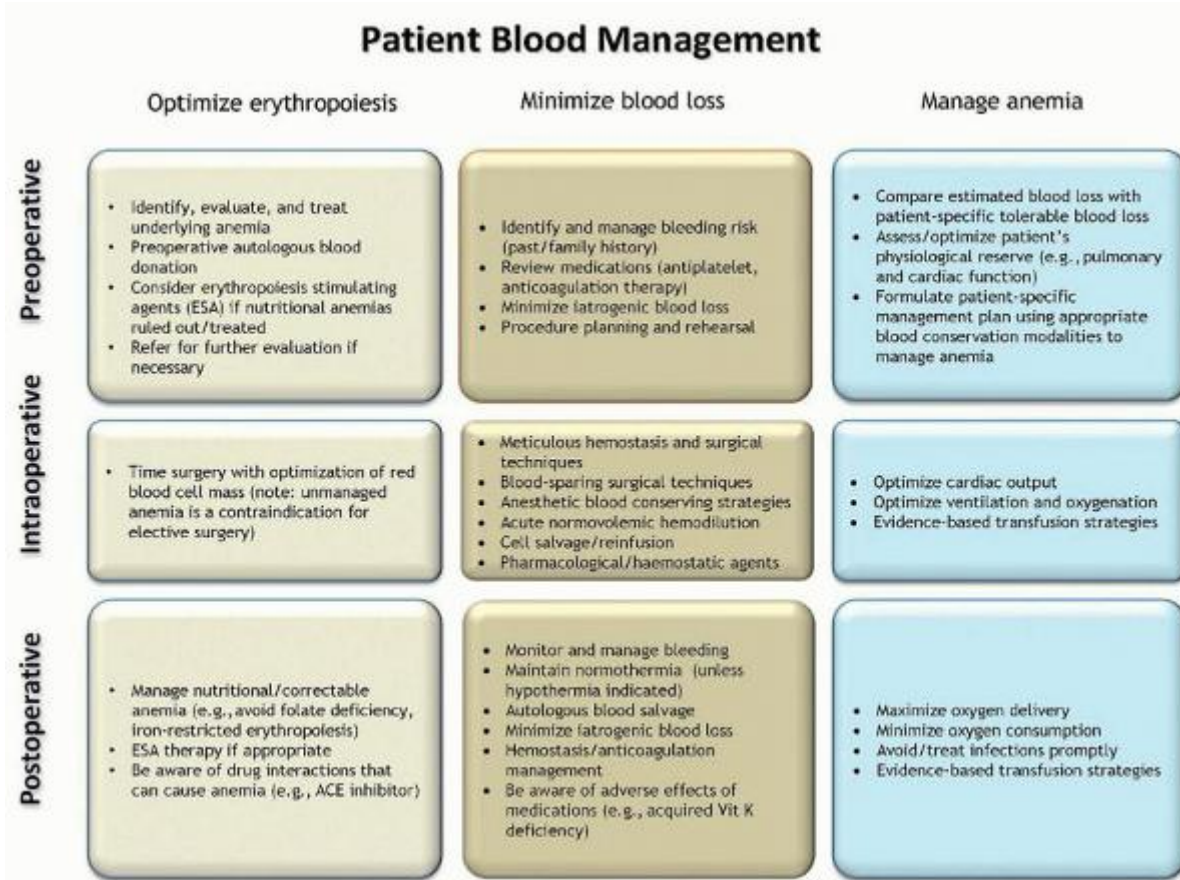 Patient Blood Management
Optimize erythropoiesis
Minimize blood loss
Manage anemia
Preoperative
• Identify, evaluate, and treat
underlying anemia
• Preoperative autologous blood
donation
• Consider erythropoiesis stimulating
agents (ESA) if nutritional anemias
ruled out/treated
• Refer for further evaluation if
necessary
• Identify and manage bleeding risk
(past/family history)
• Review medications (antiplatelet,
anticoagulation therapy)
• Minimize iatrogenic blood loss
• Procedure planning and rehearsal
• Compare estimated blood loss with
patient-specific tolerable blood loss
• Assess/optimize patient's
physiological reserve (e.g., pulmonary
and cardiac function)
• Formulate patient-specific
management plan using appropriate
blood conservation modalities to
manage anemia
Intraoperative
• Time surgery with optimization of red
blood cell mass (note: unmanaged
anemia is a contraindication for
elective surgery)
• Meticulous hemostasis and surgical
techniques
• Blood-sparing surgical techniques
• Anesthetic blood conserving strategies
• Acute normovolemic hemodilution
• Cell salvage/reinfusion
• Pharmacological/haemostatic agents
• Optimize cardiac output
• Optimize ventilation and oxygenation
• Evidence-based transfusion strategies
Postoperative
• Manage nutritional/correctable
anemia (e.g., avoid folate deficiency,
iron-restricted erythropoiesis)
• ESA therapy if appropriate
• Be aware of drug interactions that
can cause anemia (e.g., ACE inhibitor)
• Monitor and manage bleeding
• Maintain normothermia (unless
hypothermia indicated)
• Autologous blood salvage
• Minimize iatrogenic blood loss
• Hemostasis/anticoagulation
management
• Be aware of adverse effects of
medications (e.g., acquired Vit K
deficiency)
• Maximize oxygen delivery
• Minimize oxygen consumption
• Avoid/treat infections promptly
• Evidence-based transfusion strategies